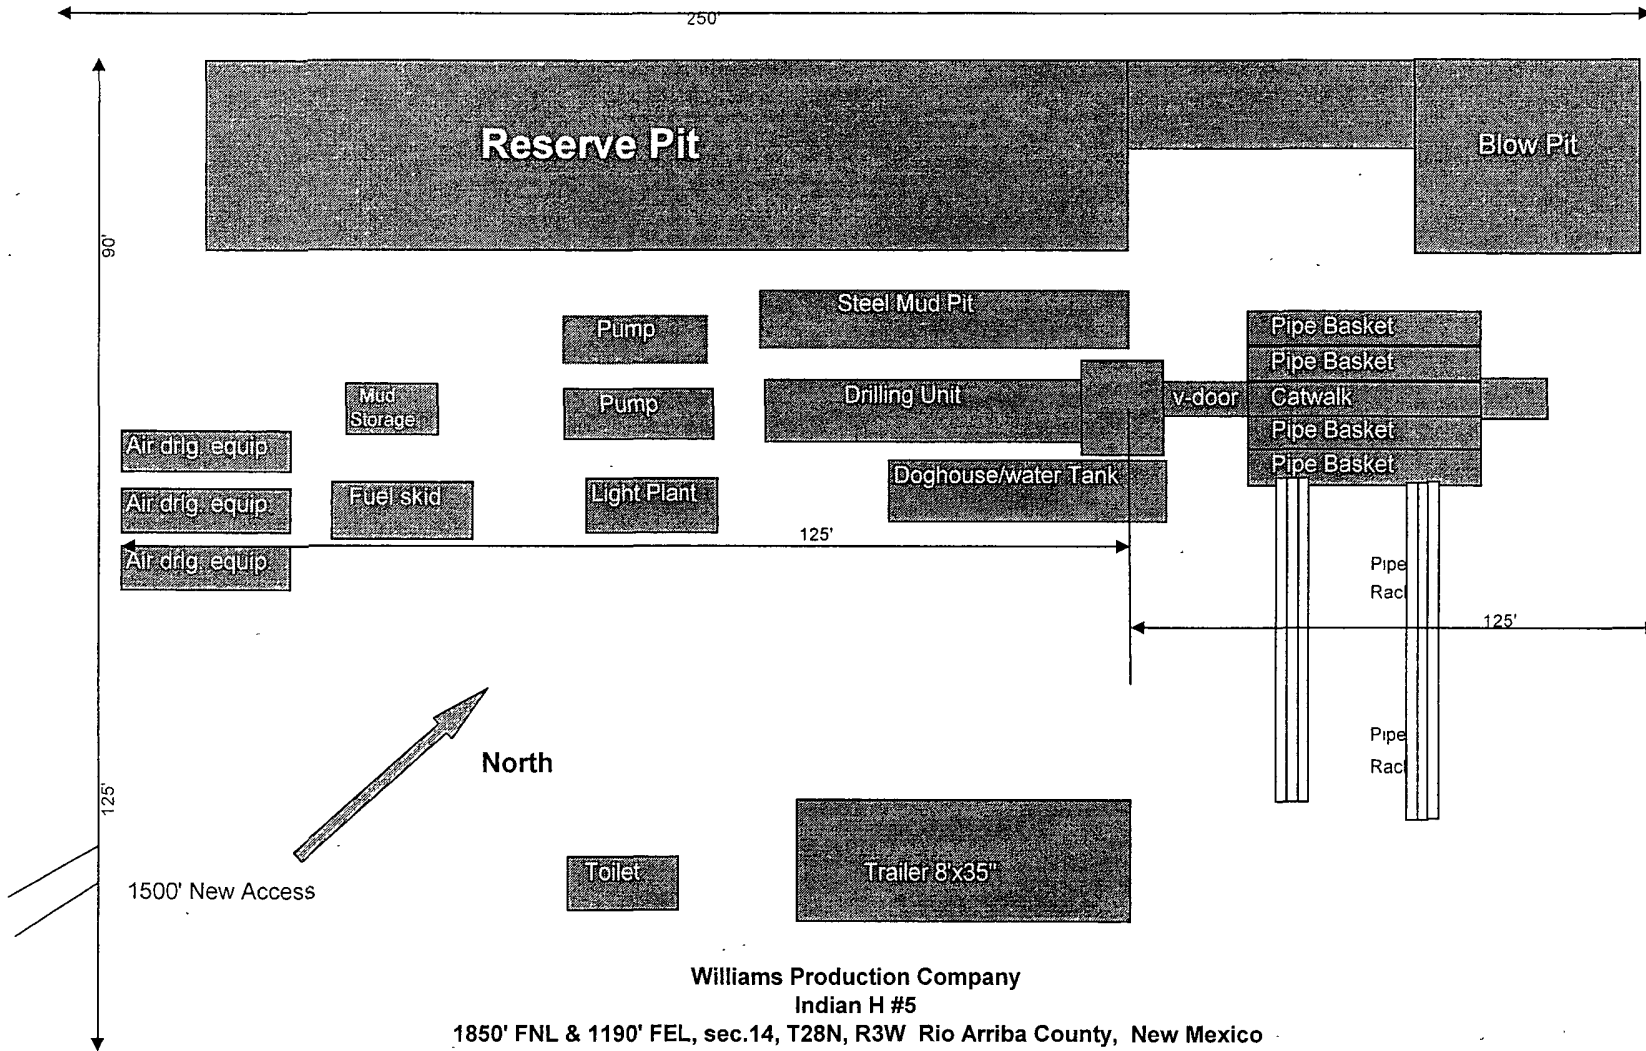 250'
Reserve Pit
Blow Pit
90'
Steel Mud Pit
Pump
Pipe Basket
Pipe Basket
Mud
Storage
Pump
Drilling Unit
v-door
Catwalk
Air drlg. equip
Pipe Basket
Pipe Basket
Doghouse/water Tank
Air drlg. equip
Fuel skid
Light Plant
125'
Air drlg. equip
Pipe
Racl
125'
North
Pipe
Racl
125'
1500' New Access
Toilet
Trailer 8'x35"
Williams Production Company
Indian H #5
1850' FNL & 1190' FEL, sec.14, T28N, R3W Rio Arriba County, New Mexico